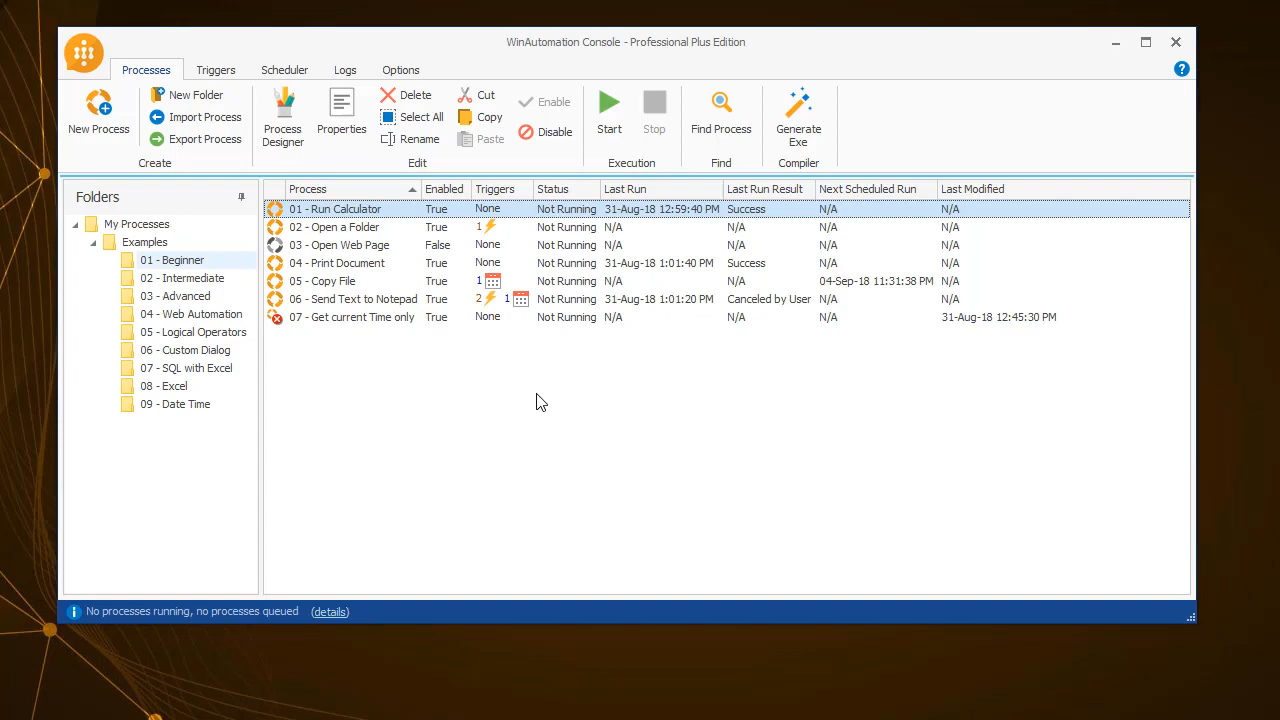 WinAutomation Console - Professional Plus Edition
Processes Triggers Scheduler Logs Options
New Process
New Folder
Import Process
Export Process
Create
Process Designer
Properties
Delete
Select All
Rename
Cut
Copy
Paste
Enable
Disable
Edit
Start
Stop
Execution
Find Process
Find
Generate Exe
Compiler
Folders
My Processes
Examples
01 - Beginner
02 - Intermediate
03 - Advanced
04 - Web Automation
05 - Logical Operators
06 - Custom Dialog
07 - SQL with Excel
08 - Excel
09 - Date Time
Process Enabled Triggers Status Last Run Last Run Result Next Scheduled Run Last Modified
01 - Run Calculator True None Not Running 31-Aug-18 12:59:40 PM Success N/A N/A
02 - Open a Folder True 1 Not Running N/A N/A N/A N/A
03 - Open Web Page False None Not Running N/A N/A N/A N/A
04 - Print Document True None Not Running 31-Aug-18 1:01:40 PM Success N/A N/A
05 - Copy File True 1 Not Running N/A N/A 04-Sep-18 11:31:38 PM N/A
06 - Send Text to Notepad True 2 1 Not Running 31-Aug-18 1:01:20 PM Canceled by User N/A N/A
07 - Get current Time only True None Not Running N/A N/A N/A 31-Aug-18 12:45:30 PM
No processes running, no processes queued (details)